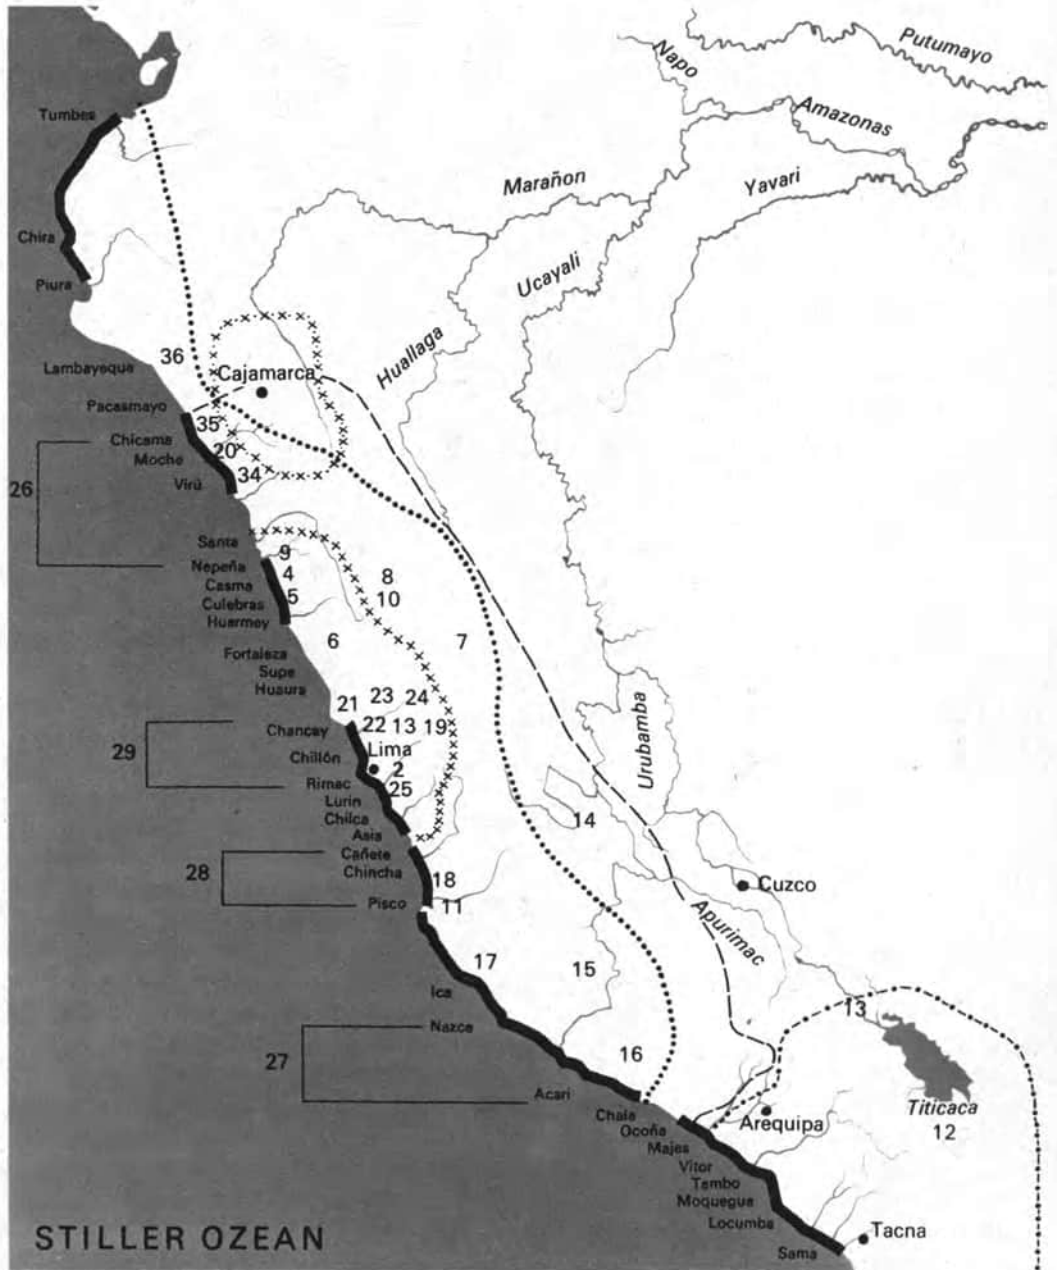 Putumayo
Napo
Amazonas
Tumbes
Marañon
Yavari
Chira
Ucayali
Piura
Huallaga
36
Lambayeque
Cajamarca
Pacasmayo
35
Chicama
20
Moche
34
Virú
26
Santa
9
Nepeña
4
8
Casma
5
10
Culebras
Huarmey
6
7
Fortaleza
Supe
Huaura
23
24
21
Urubamba
Chancay
22
13
19
29
Lima
Chillón
2
Rimac
25
Lurin
Chilca
14
Asia
Cañete
28
Chincha
18
Cuzco
Pisco
11
Apurimac
17
15
Ica
13
Nazca
16
27
Acari
Titicaca
Chala
12
Arequipa
Ocoña
Majes
Vitor
Tambo
Moquegua
Locumba
Tacna
STILLER OZEAN
Sama